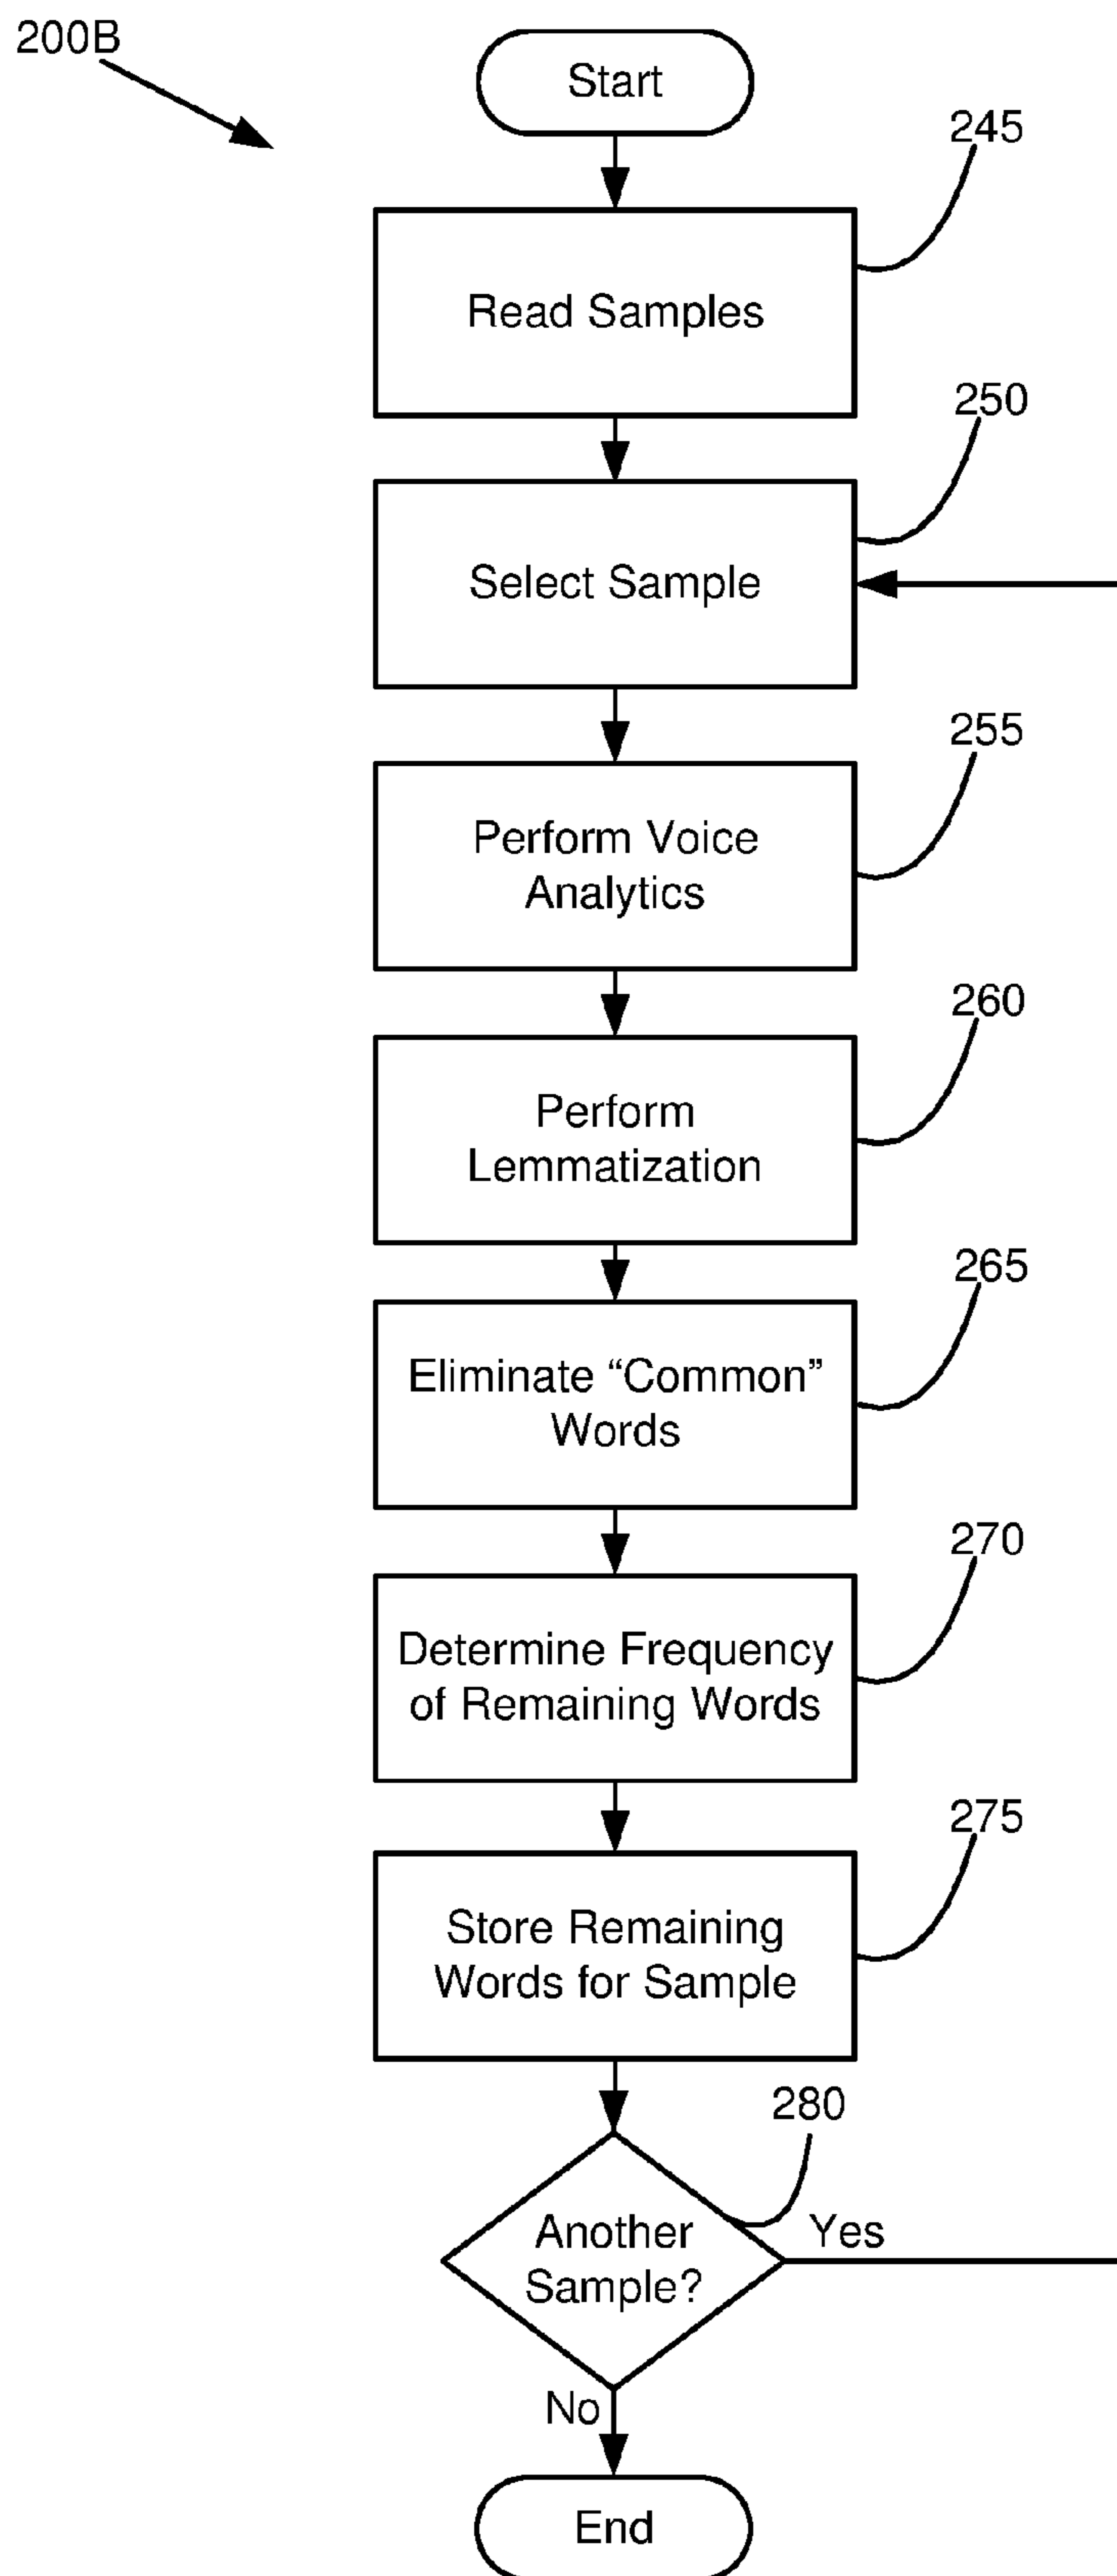 200B
Start
245
Read Samples
250
Select Sample
255
Perform Voice
Analytics
260
Perform
Lemmatization
265
Eliminate “Common”
Words
270
Determine Frequency
of Remaining Words
275
Store Remaining
Words for Sample
280
Another
Sample?
Yes
No
End